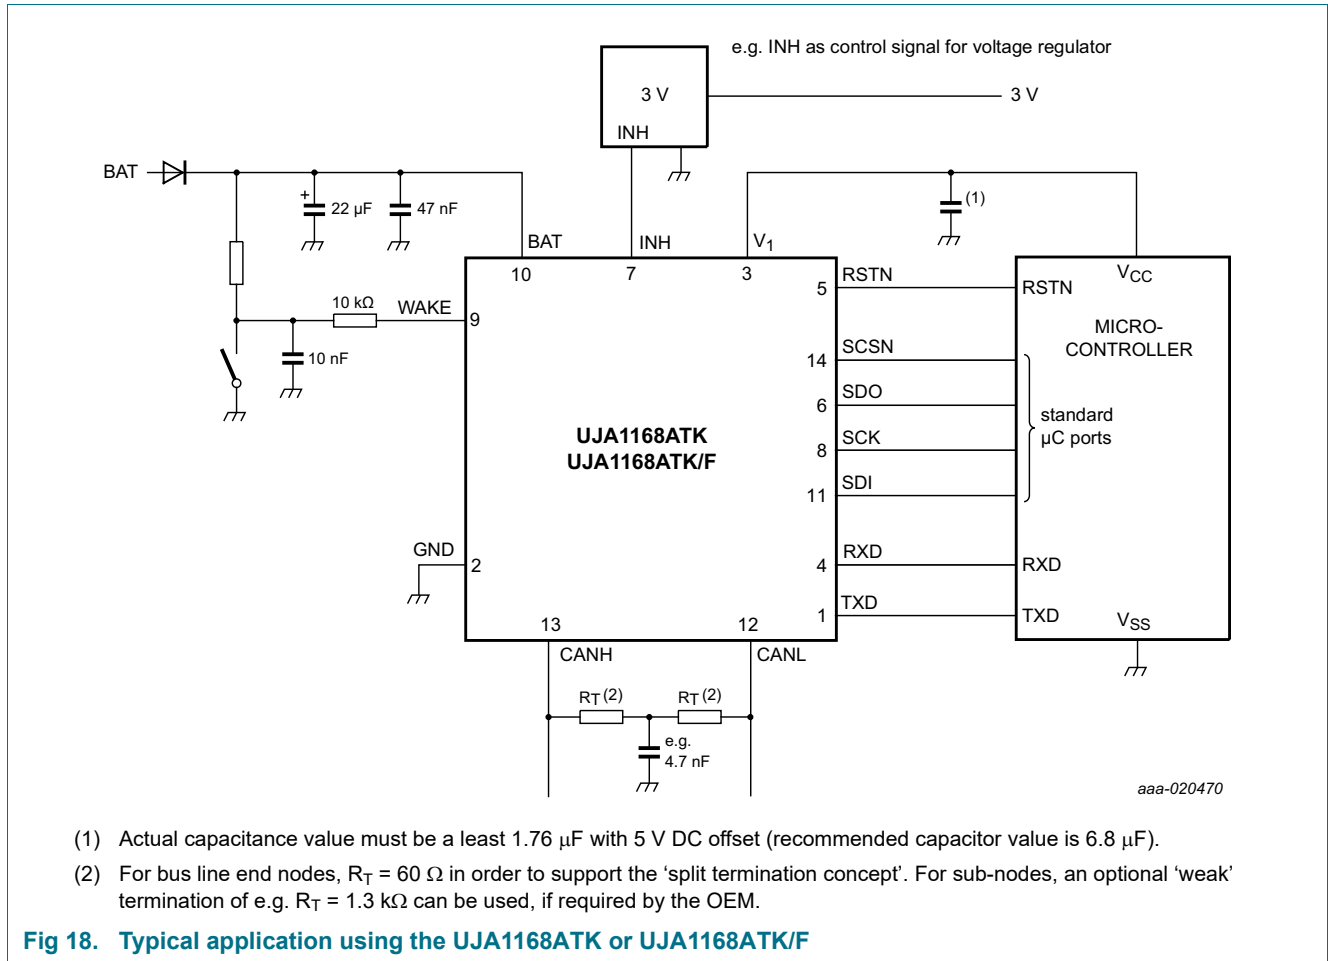 e.g. INH as control signal for voltage regulator
3 V
3 V
INH
BAT
+
22 µF
47 nF
(1)
BAT
INH
V1
10
7
3
VCC
RSTN
5
RSTN
10 kΩ
WAKE
9
MICRO-
CONTROLLER
10 nF
SCSN
14
SDO
6
standard
µC ports
UJA1168ATK
UJA1168ATK/F
SCK
8
SDI
11
GND
2
RXD
4
RXD
TXD
1
TXD
13
12
VSS
CANH
CANL
RT (2)
RT (2)
e.g.
4.7 nF
aaa-020470
(1) Actual capacitance value must be a least 1.76 µF with 5 V DC offset (recommended capacitor value is 6.8 µF).
(2) For bus line end nodes, RT = 60 Ω in order to support the ‘split termination concept’. For sub-nodes, an optional ‘weak’
termination of e.g. RT = 1.3 kΩ can be used, if required by the OEM.
Fig 18. Typical application using the UJA1168ATK or UJA1168ATK/F